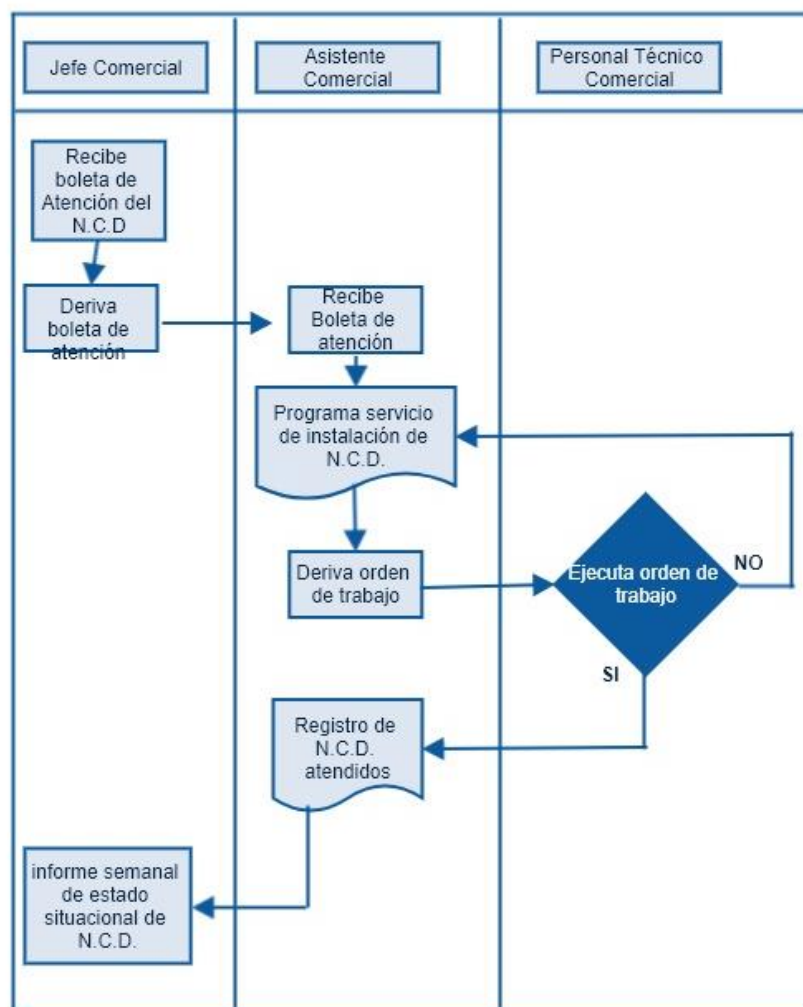 Jefe Comercial
Asistente
Comercial
Personal Técnico
Comercial
Recibe
boleta de
Atención del
N.C.D
Deriva
boleta de
atención
Recibe
Boleta de
atención
Programa servicio
de instalación de
N.C.D.
Deriva orden
de trabajo
Ejecuta orden de
trabajo
NO
SI
Registro de
N.C.D.
atendidos
informe semanal
de estado
situacional de
N.C.D.